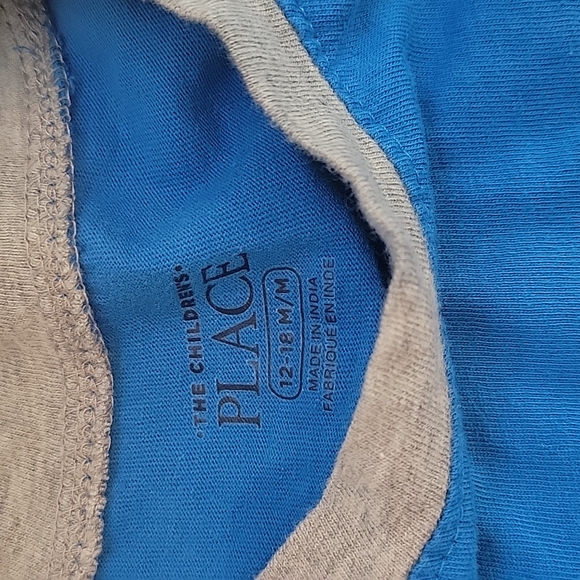 •THE CHILDREN'S•
PLACE
12-18 M/M
MADE IN INDIA
FABRIQUÉ EN INDE